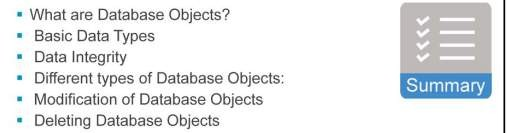 What are Database Objects?
Basic Data Types
Data Integrity
Different types of Database Objects:
Modification of Database Objects
Deleting Database Objects
Summary